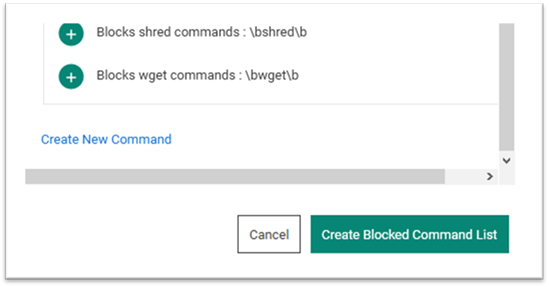 Blocks shred commands : \bshred\b
Blocks wget commands : \bwget\b
Create New Command
Cancel
Create Blocked Command List